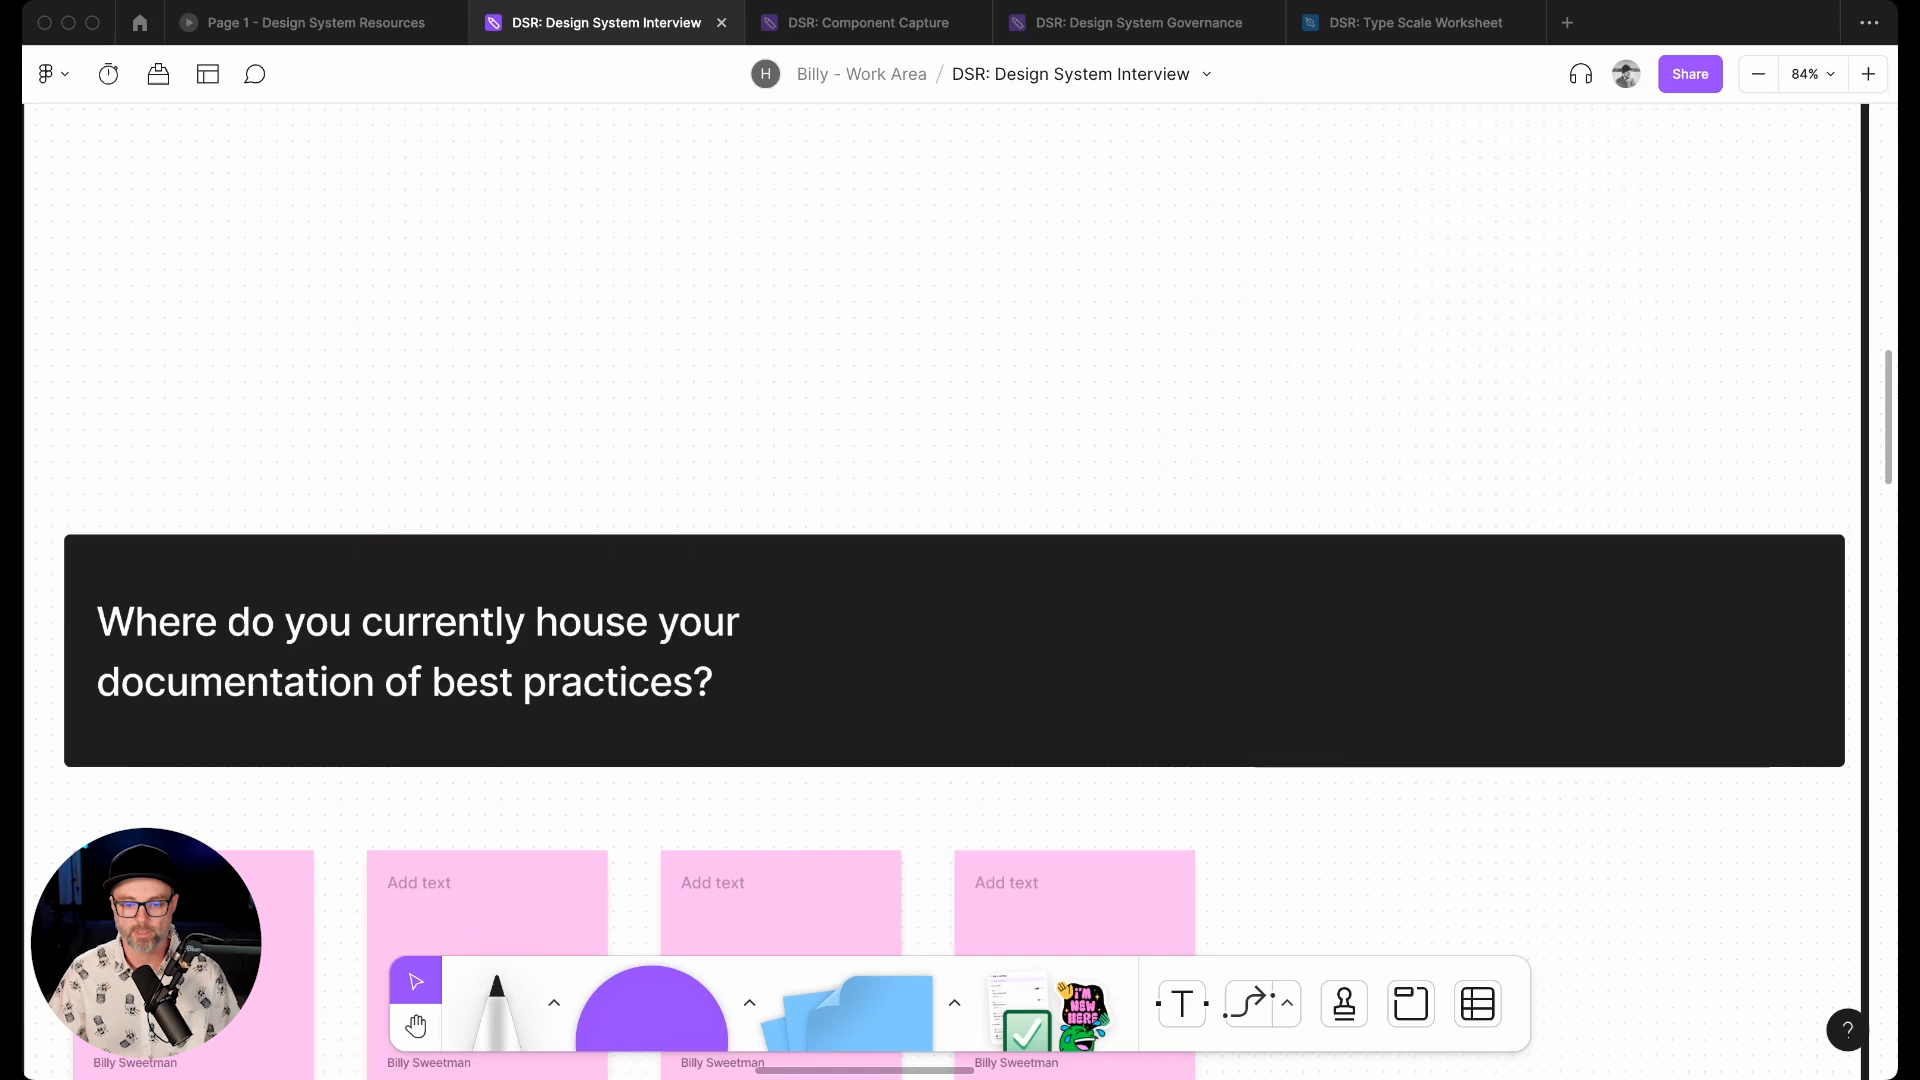 Page 1 - Design System Resources
DSR: Design System Interview
DSR: Component Capture
DSR: Design System Governance
DSR: Type Scale Worksheet
H
Billy - Work Area / DSR: Design System Interview
Share
84%
Where do you currently house your
documentation of best practices?
Add text
Add text
Add text
I'M
NEW
HERE
T
?
Billy Sweetman
Billy Sweetman
Billy Sweetman
Billy Sweetman